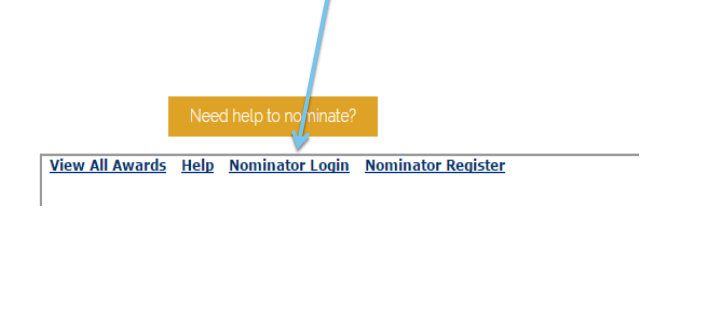 Need help to nominate?
View All Awards Help Nominator Login Nominator Register